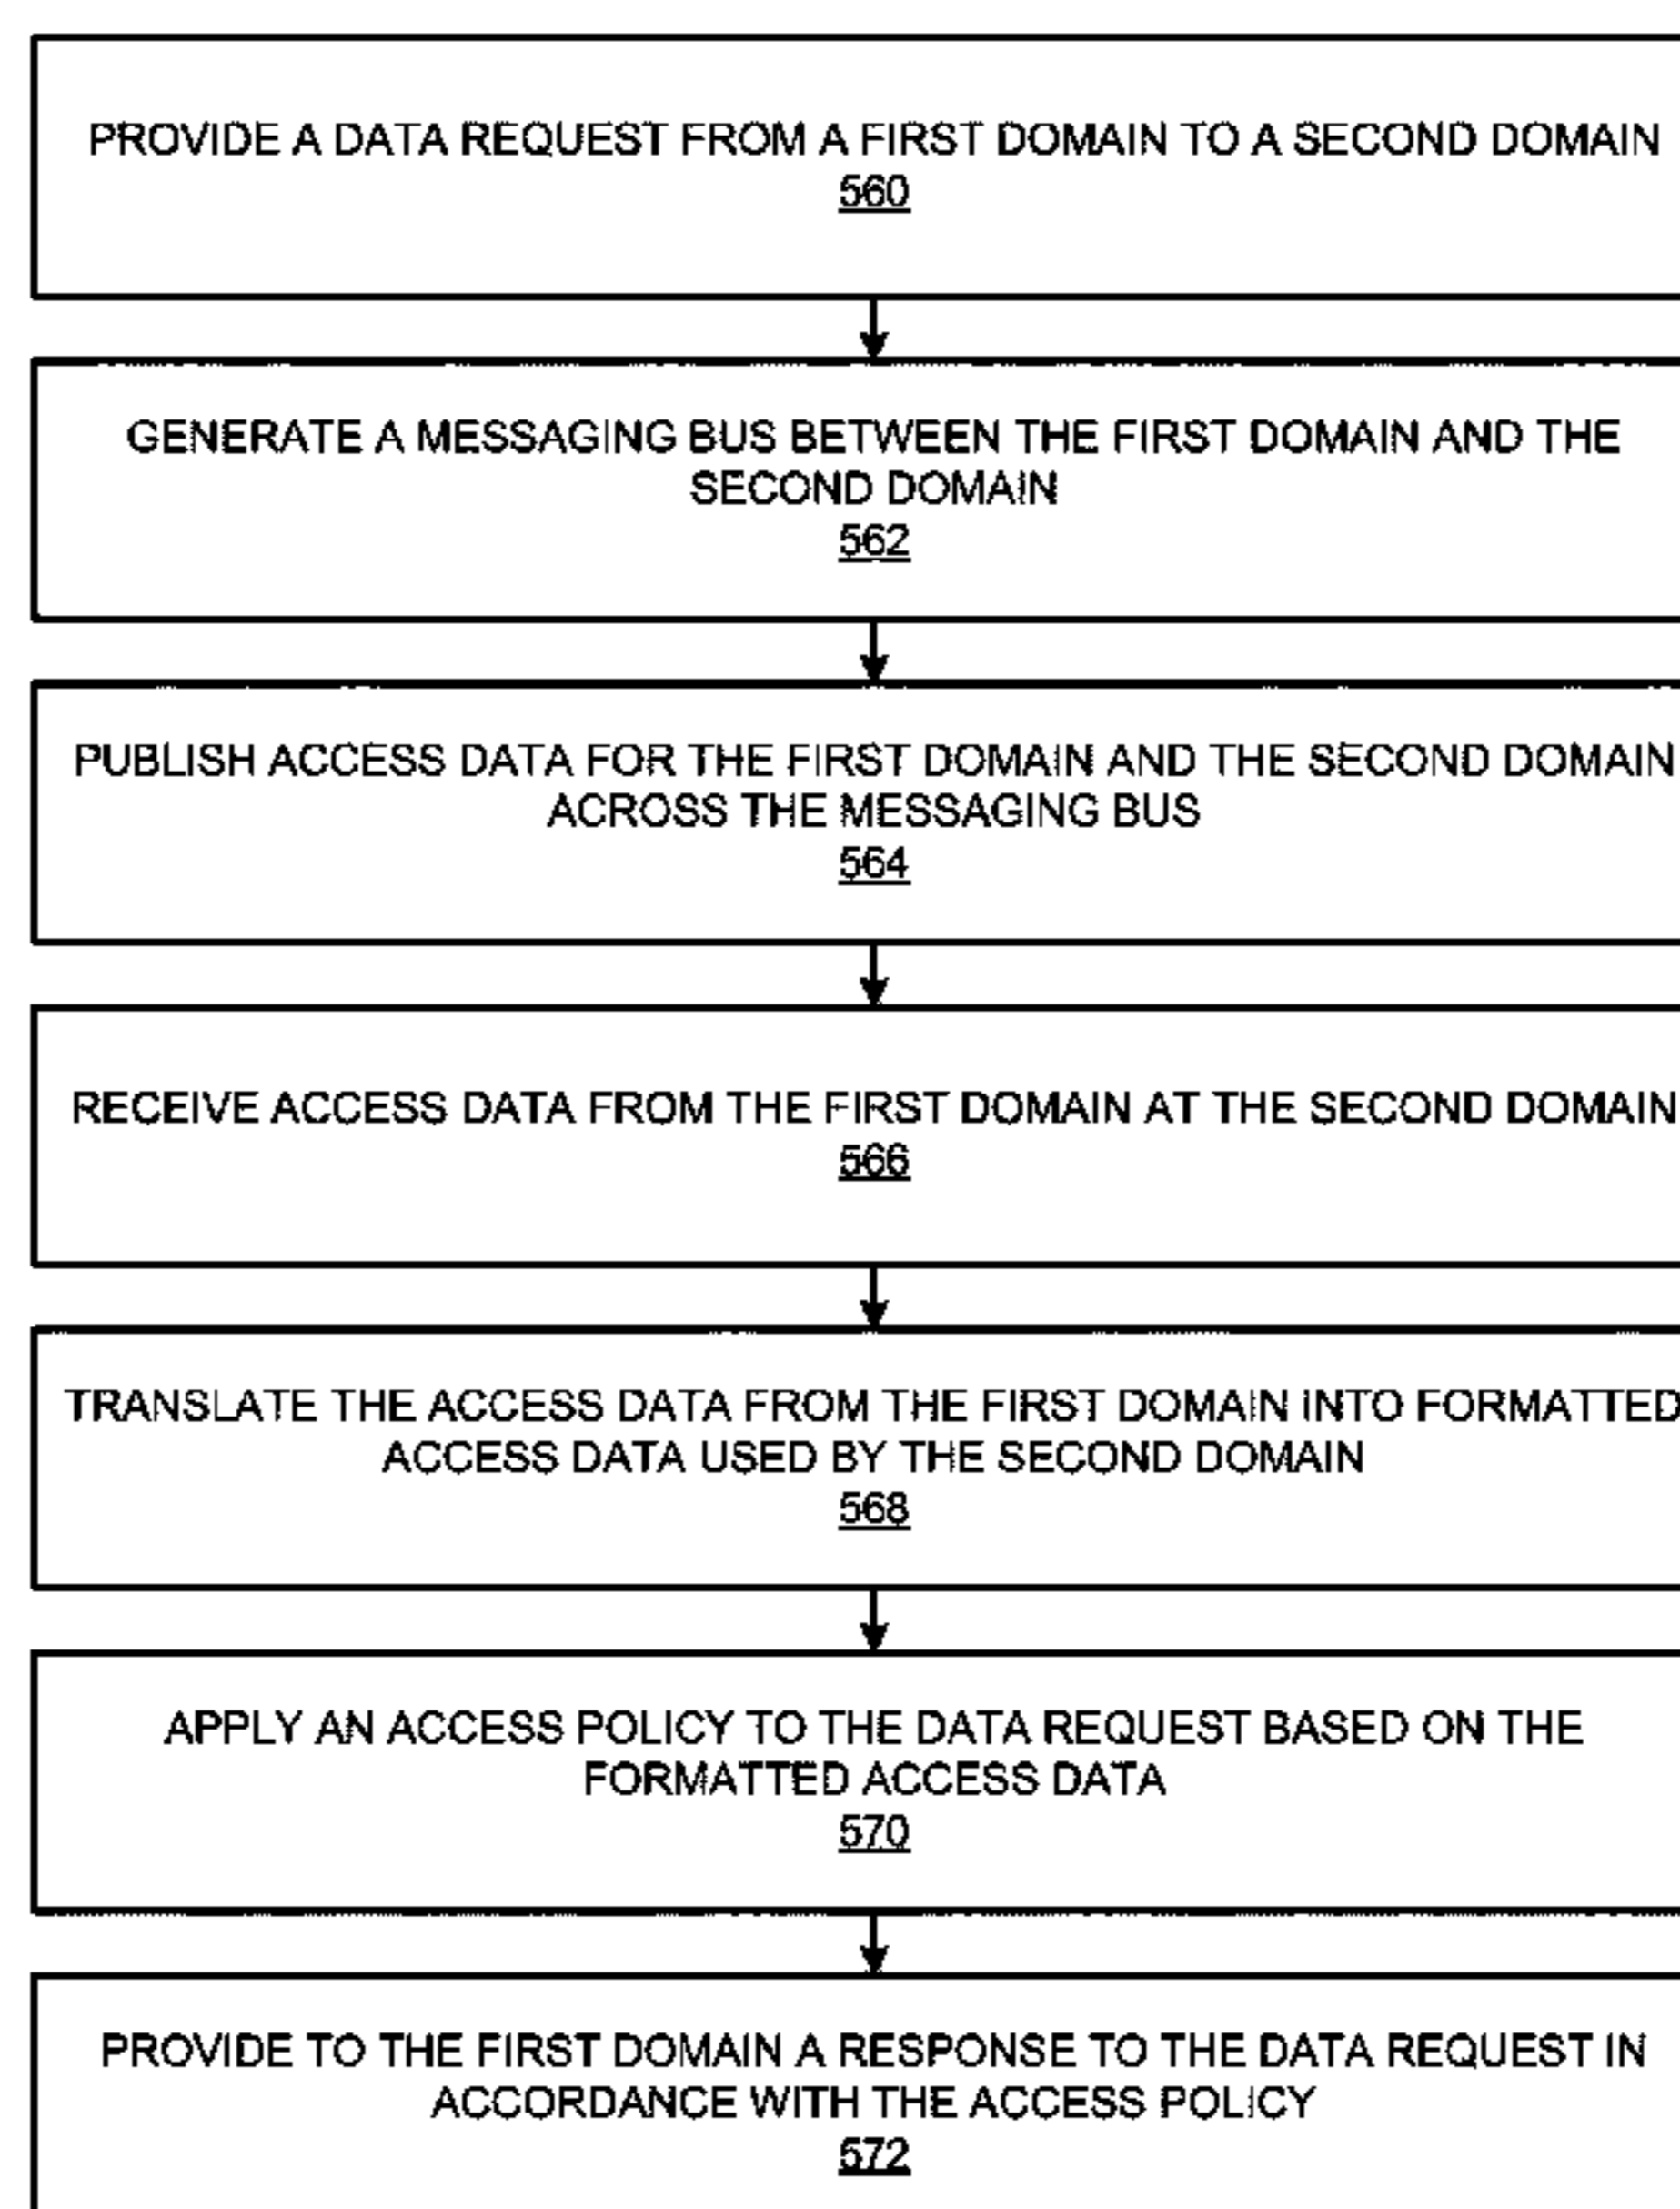 PROVIDE A DATA REQUEST FROM A FIRST DOMAIN TO A SECOND DOMAIN
560
GENERATE A MESSAGING BUS BETWEEN THE FIRST DOMAIN AND THE
SECOND DOMAIN
562
PUBLISH ACCESS DATA FOR THE FIRST DOMAIN AND THE SECOND DOMAIN
ACROSS THE MESSAGING BUS
564
RECEIVE ACCESS DATA FROM THE FIRST DOMAIN AT THE SECOND DOMAIN
566
TRANSLATE THE ACCESS DATA FROM THE FIRST DOMAIN INTO FORMATTED
ACCESS DATA USED BY THE SECOND DOMAIN
568
APPLY AN ACCESS POLICY TO THE DATA REQUEST BASED ON THE
FORMATTED ACCESS DATA
570
PROVIDE TO THE FIRST DOMAIN A RESPONSE TO THE DATA REQUEST IN
ACCORDANCE WITH THE ACCESS POLICY
572